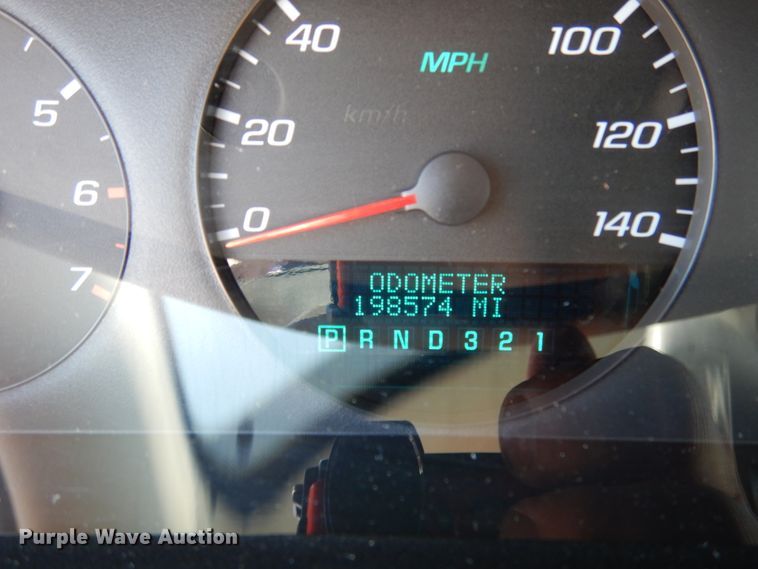 40
100
MPH
km/h
5
20
120
6
0
140
7
ODOMETER
198574 MI
P R N D 3 2 1
Purple Wave Auction